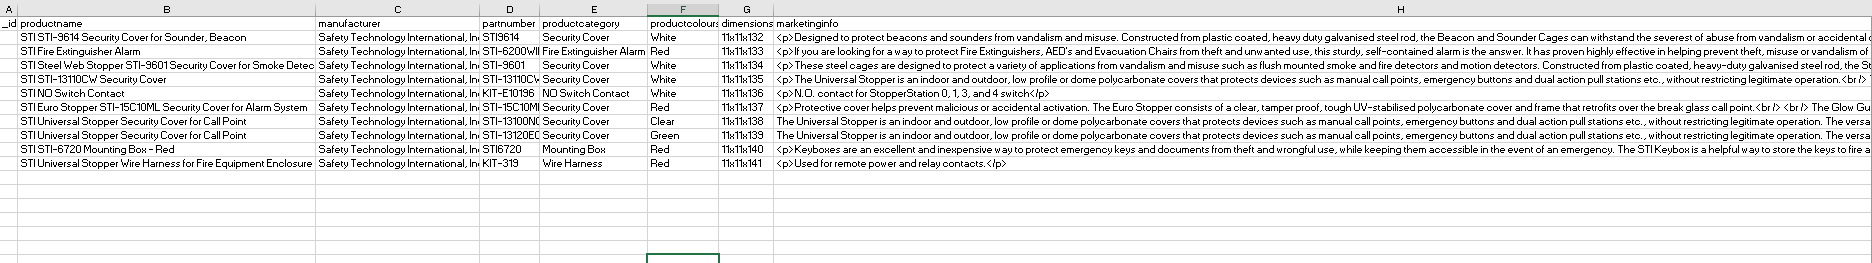 A B C D E F G H
_id productname manufacturer partnumber productcategory productcolours dimensions marketinginfo
STI STI-9614 Security Cover for Sounder, Beacon Safety Technology International, In STI9614 Security Cover White 11x11x132 <p>Designed to protect beacons and sounders from vandalism and misuse. Constructed from plastic coated, heavy duty galvanised steel rod, the Beacon and Sounder Cages can withstand the severest of abuse from vandalism or accidental
STI Fire Extinguisher Alarm Safety Technology International, In STI-6200WI Fire Extinguisher Alarm Red 11x11x133 <p>If you are looking for a way to protect Fire Extinguishers, AED's and Evacuation Chairs from theft and unwanted use, this sturdy, self-contained alarm is the answer. It has proven highly effective in helping prevent theft, misuse or vandalism of
STI Steel Web Stopper STI-9601 Security Cover for Smoke Detec Safety Technology International, In STI-9601 Security Cover White 11x11x134 <p>These steel cages are designed to protect a variety of applications from vandalism and misuse such as flush mounted smoke and fire detectors and motion detectors. Constructed from plastic coated, heavy-duty galvanised steel rod, the St
STI STI-13110CW Security Cover Safety Technology International, In STI-13110CW Security Cover White 11x11x135 <p>The Universal Stopper is an indoor and outdoor, low profile or dome polycarbonate covers that protects devices such as manual call points, emergency buttons and dual action pull stations etc., without restricting legitimate operation.<br />
STI NO Switch Contact Safety Technology International, In KIT-E10196 NO Switch Contact White 11x11x136 <p>N.O. contact for StopperStation 0, 1, 3, and 4 switch</p>
STI Euro Stopper STI-15C10ML Security Cover for Alarm System Safety Technology International, In STI-15C10Ml Security Cover Red 11x11x137 <p>Protective cover helps prevent malicious or accidental activation. The Euro Stopper consists of a clear, tamper proof, tough UV-stabilised polycarbonate cover and frame that retrofits over the break glass call point.<br /> <br /> The Glow Gu
STI Universal Stopper Security Cover for Call Point Safety Technology International, In STI-13100NC Security Cover Clear 11x11x138 The Universal Stopper is an indoor and outdoor, low profile or dome polycarbonate covers that protects devices such as manual call points, emergency buttons and dual action pull stations etc., without restricting legitimate operation. The versa
STI Universal Stopper Security Cover for Call Point Safety Technology International, In STI-13120EC Security Cover Green 11x11x139 The Universal Stopper is an indoor and outdoor, low profile or dome polycarbonate covers that protects devices such as manual call points, emergency buttons and dual action pull stations etc., without restricting legitimate operation. The versa
STI STI-6720 Mounting Box - Red Safety Technology International, In STI6720 Mounting Box Red 11x11x140 <p>Keyboxes are an excellent and inexpensive way to protect emergency keys and documents from theft and wrongful use, while keeping them accessible in the event of an emergency. The STI Keybox is a helpful way to store the keys to fire a
STI Universal Stopper Wire Harness for Fire Equipment Enclosure Safety Technology International, In KIT-319 Wire Harness Red 11x11x141 <p>Used for remote power and relay contacts.</p>